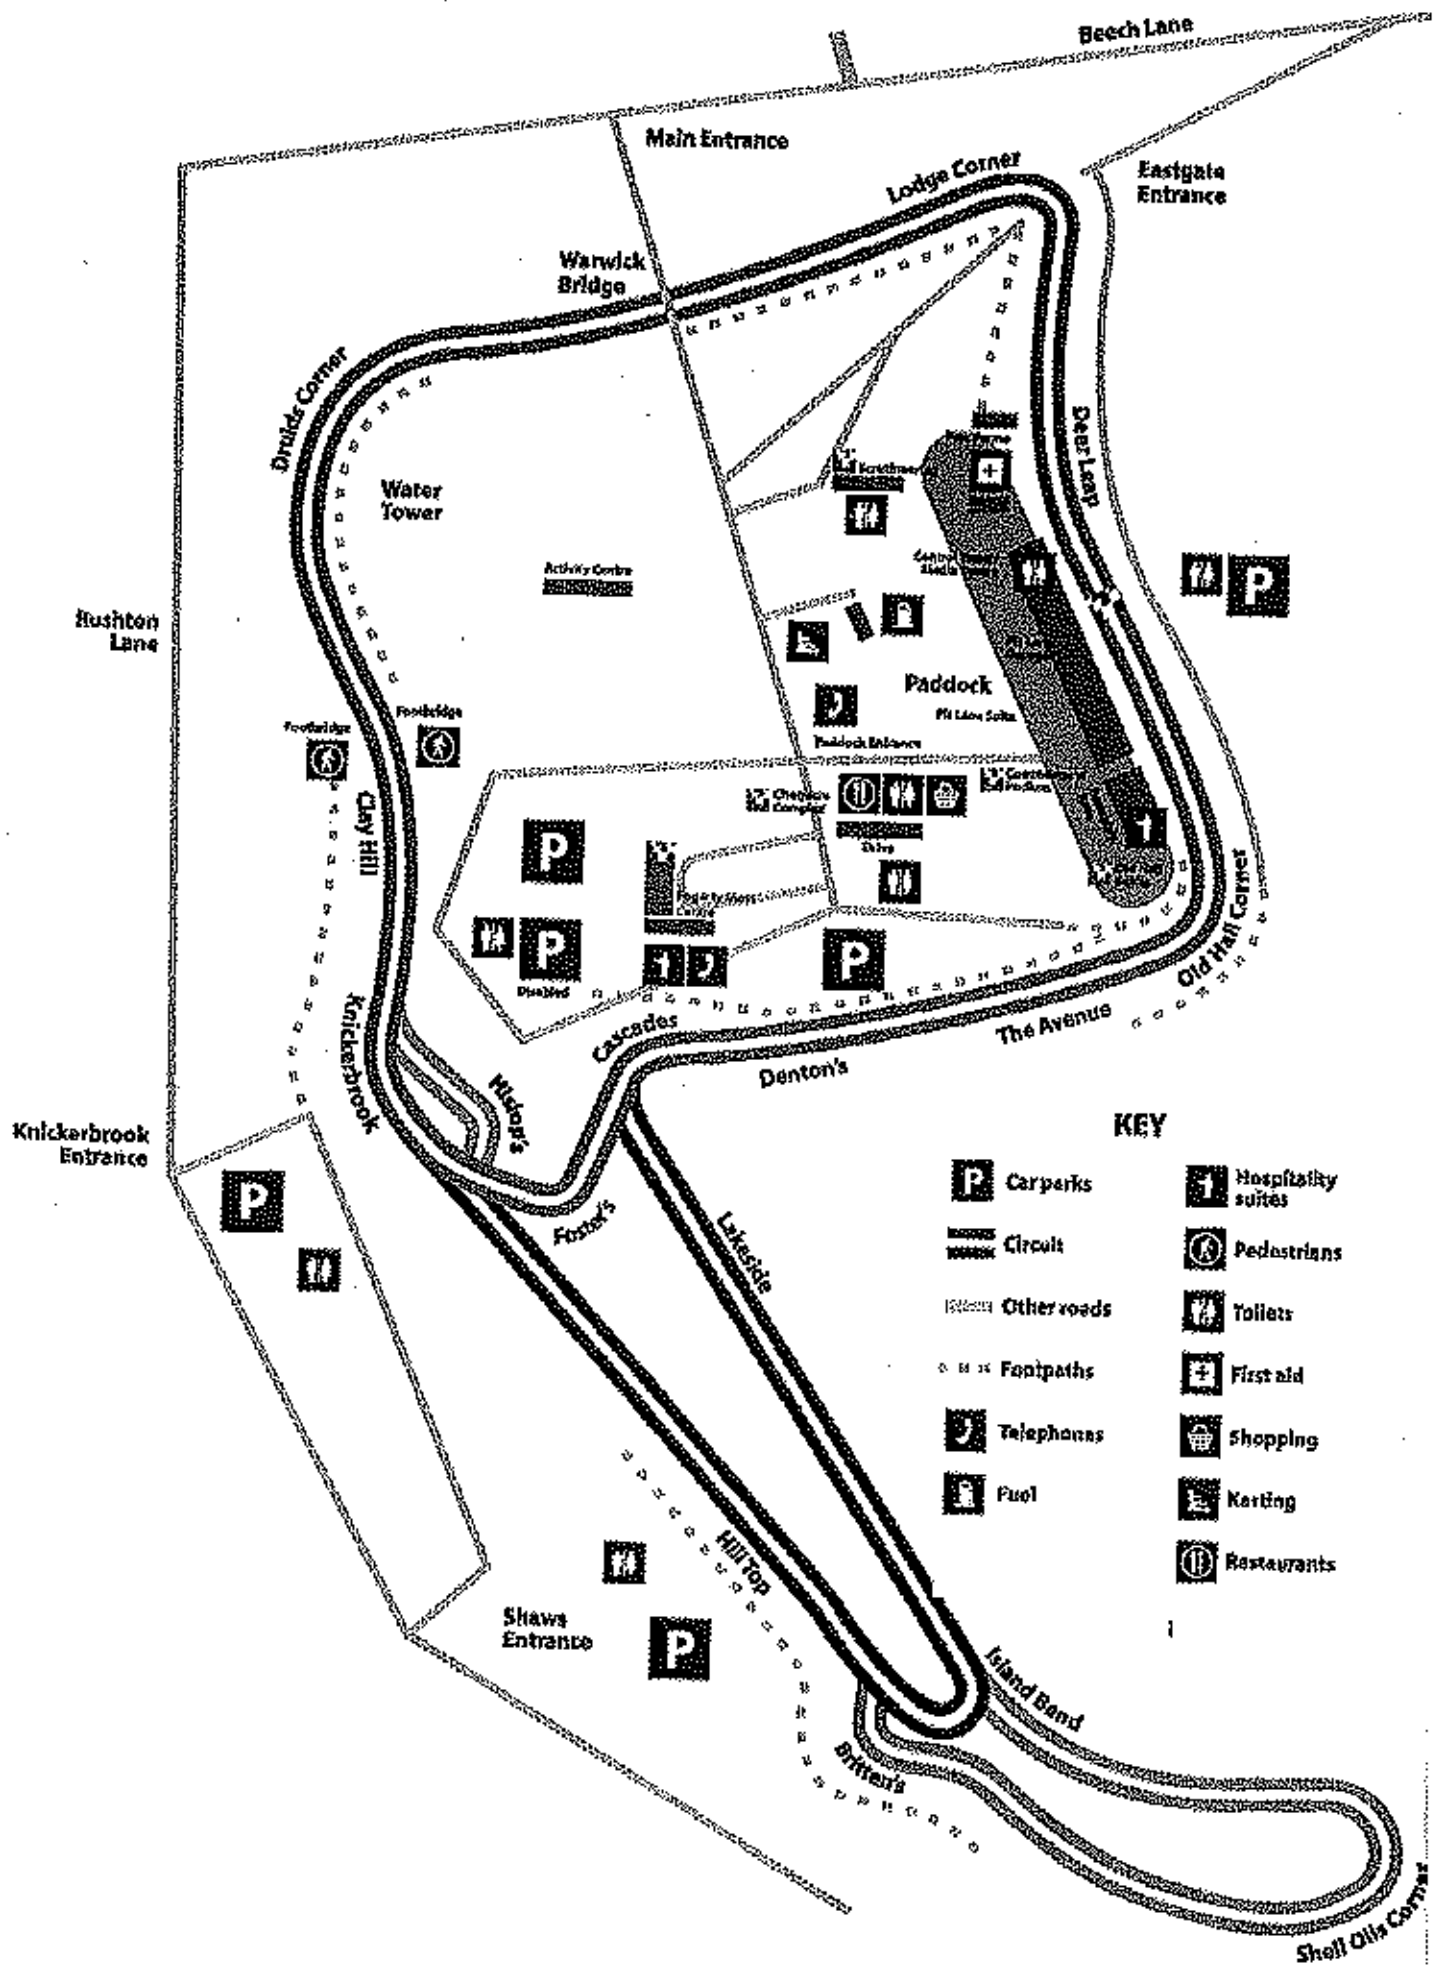 Beech Lane
Main Entrance
Lodge Corner
Eastgate
Entrance
Warwick
Bridge
Druids Corner
Water
Tower
Deer Leap
Activity Centre
Rushton
Lane
P
Paddock
Pit Lane Suite
Paddock Entrance
Footbridge
Footbridge
Clay Hill
P
Disabled
P
P
Old Hall Corner
Knickerbrook
Cascades
The Avenue
Denton's
Hislop's
Knickerbrook
Entrance
P
Foster's
Lakeside
KEY
P Carparks
Circuit
Other roads
Footpaths
Telephones
Fuel
Hospitality
suites
Pedestrians
Toilets
First aid
Shopping
Karting
Restaurants
Hill Top
Shaws
Entrance
P
Island Bend
Britten's
Shell Oils Corner